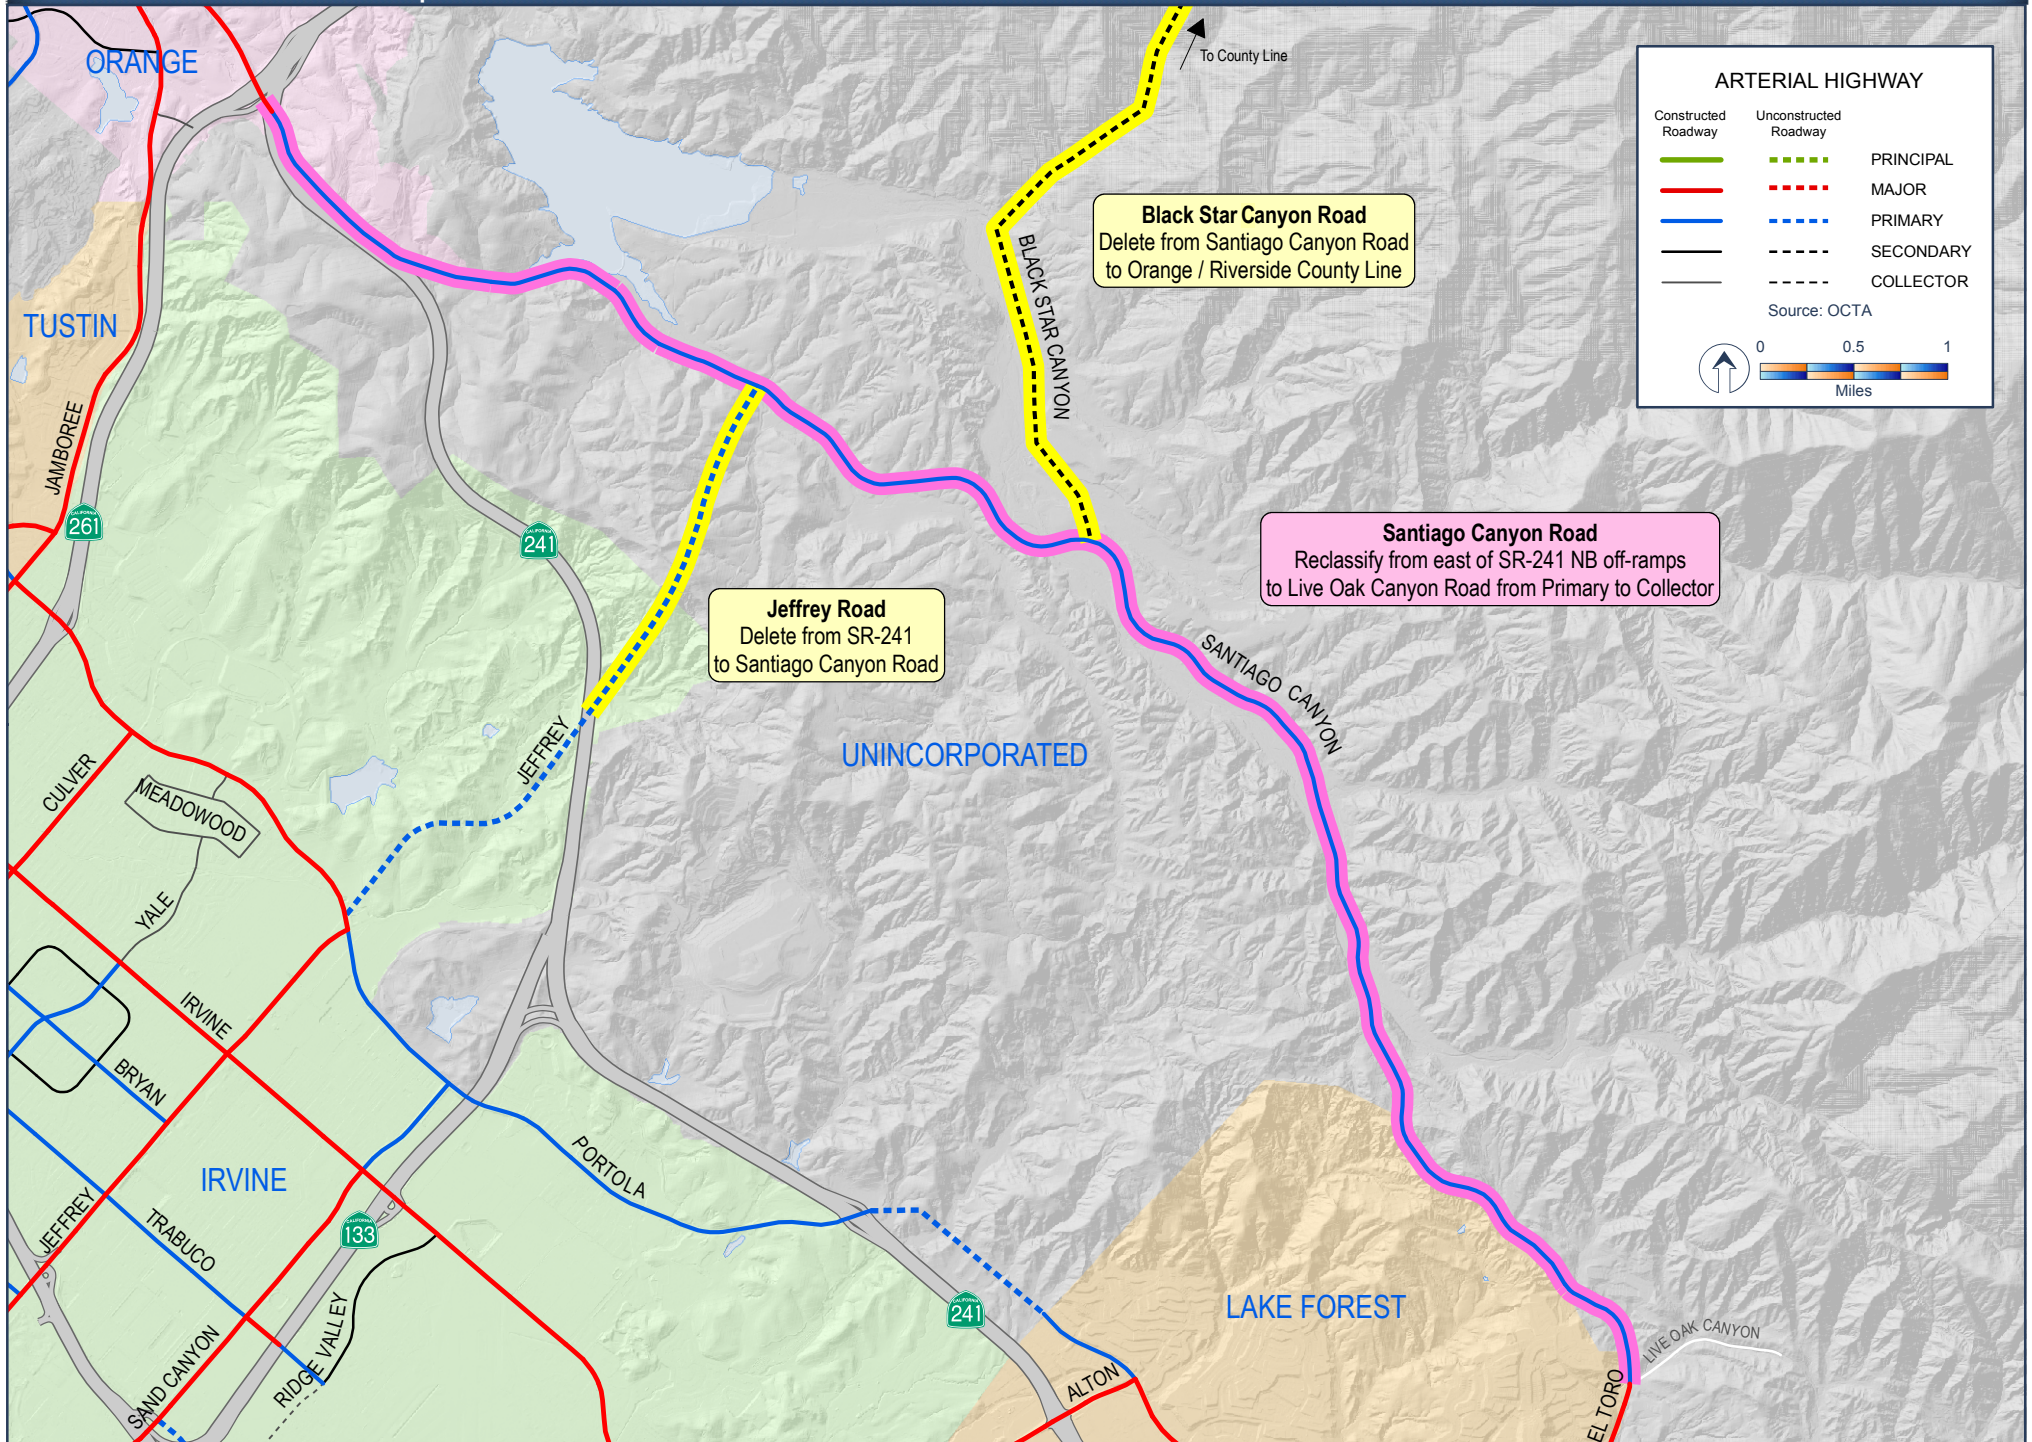 ORANGE
To County Line
ARTERIAL HIGHWAY
Constructed
Roadway
Unconstructed
Roadway
PRINCIPAL
MAJOR
PRIMARY
SECONDARY
COLLECTOR
Source: OCTA
0 0.5 1
Miles
Black Star Canyon Road
Delete from Santiago Canyon Road
to Orange / Riverside County Line
BLACK STAR CANYON
TUSTIN
JAMBOREE
CALIFORNIA
261
CALIFORNIA
241
Santiago Canyon Road
Reclassify from east of SR-241 NB off-ramps
to Live Oak Canyon Road from Primary to Collector
Jeffrey Road
Delete from SR-241
to Santiago Canyon Road
SANTIAGO CANYON
JEFFREY
UNINCORPORATED
CULVER
MEADOWOOD
YALE
IRVINE
BRYAN
IRVINE
PORTOLA
JEFFREY
TRABUCO
CALIFORNIA
133
CALIFORNIA
241
LAKE FOREST
RIDGE VALLEY
SAND CANYON
ALTON
LIVE OAK CANYON
EL TORO